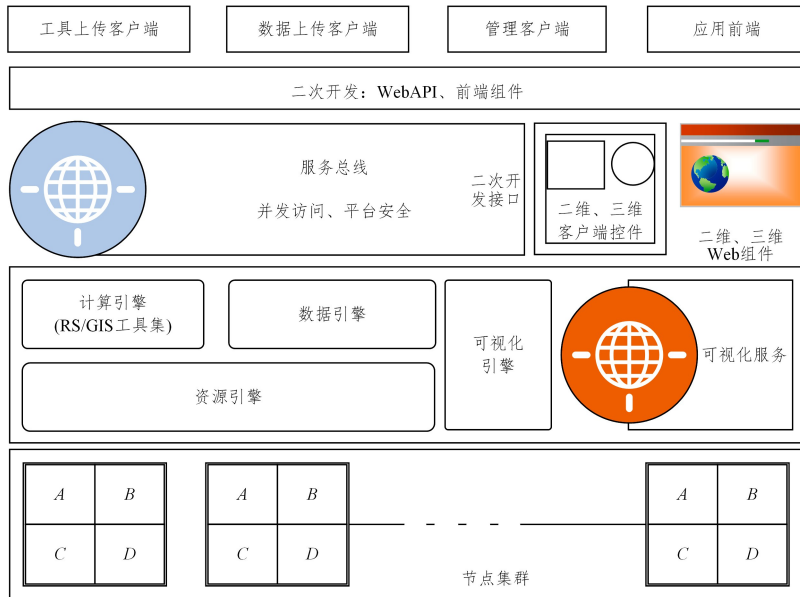 工具上传客户端
数据上传客户端
管理客户端
应用前端
二次开发：WebAPI、前端组件
服务总线
并发访问、平台安全
二次开
发接口
二维、三维
客户端控件
二维、三维
Web组件
计算引擎
(RS/GIS工具集)
数据引擎
资源引擎
可视化
引擎
可视化服务
A B
C D
A B
C D
A B
C D
节点集群